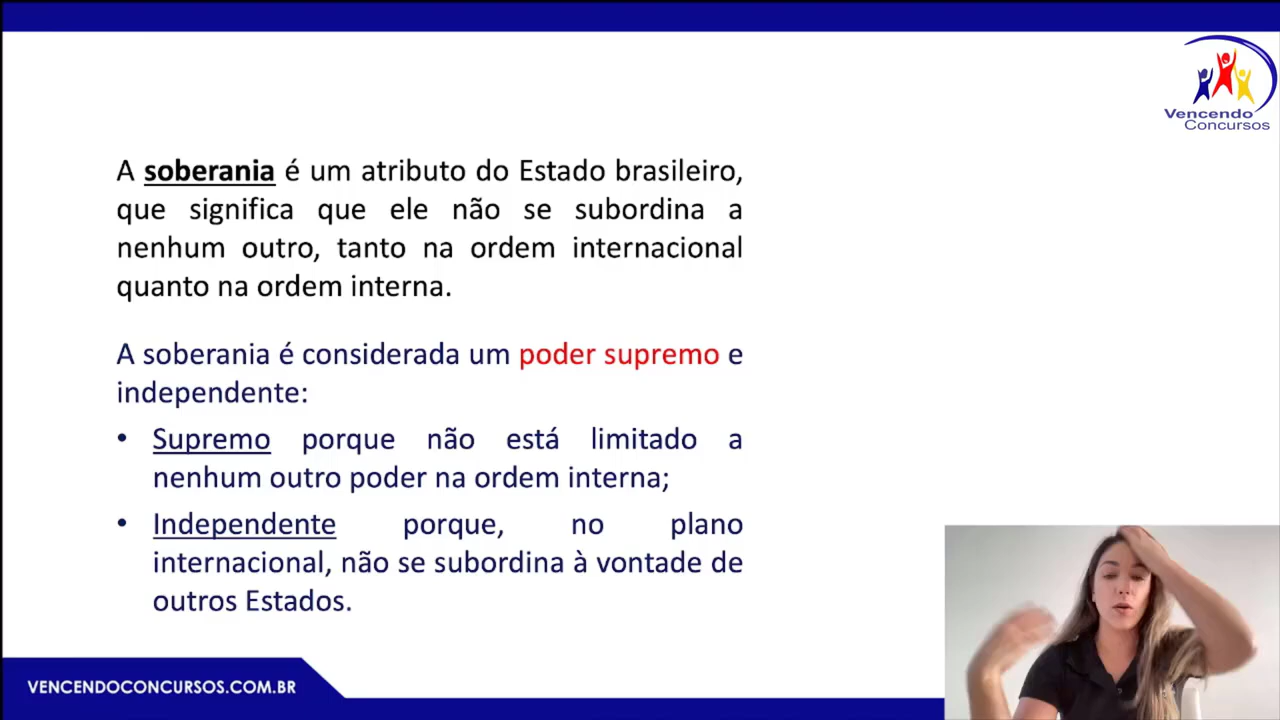 Vencendo
Concursos
A soberania é um atributo do Estado brasileiro,
que significa que ele não se subordina a
nenhum outro, tanto na ordem internacional
quanto na ordem interna.
A soberania é considerada um poder supremo e
independente:
• Supremo porque não está limitado a
nenhum outro poder na ordem interna;
• Independente porque, no plano
internacional, não se subordina à vontade de
outros Estados.
VENCENDOCONCURSOS.COM.BR